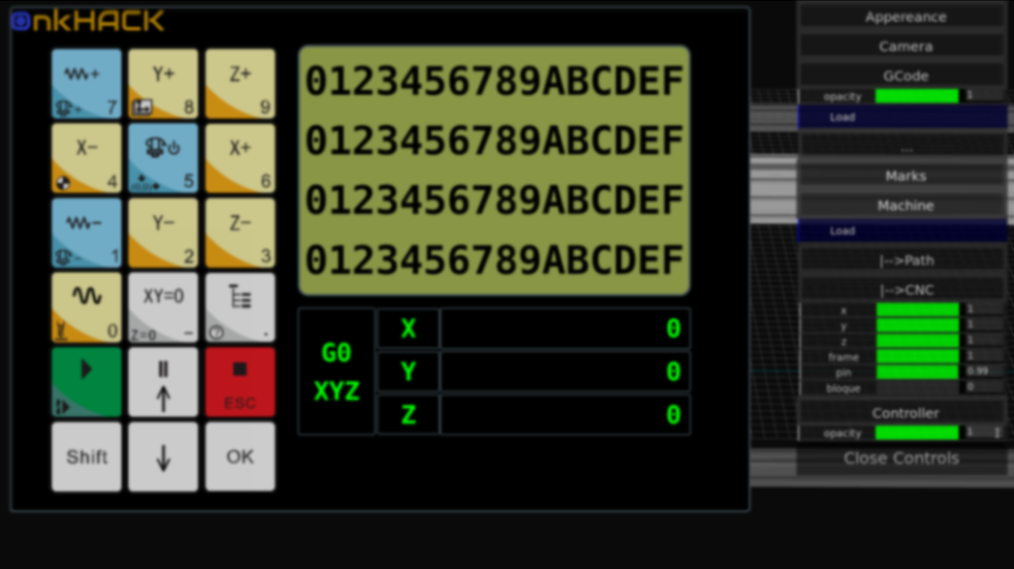 nkHACK
7
Y+
8
Z+
9
X−
4
5
X+
6
1
Y−
2
Z−
3
0
XY=0
Z=0
−
.
ESC
Shift
OK
0123456789ABCDEF
0123456789ABCDEF
0123456789ABCDEF
0123456789ABCDEF
G0
XYZ
X 0
Y 0
Z 0
Appereance
Camera
GCode
opacity 1
Load
...
Marks
Machine
Load
|-->Path
|-->CNC
x 1
y 1
z 1
frame 1
pin 0.99
bloque 0
Controller
opacity 1
Close Controls